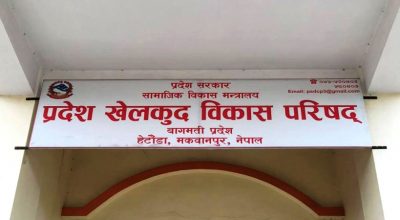 प्रदेश सरकार
सामाजिक विकास मन्त्रालय
प्रदेश खेलकुद विकास परिषद्
बागमती प्रदेश
हेटौंडा, मकवानपुर, नेपाल